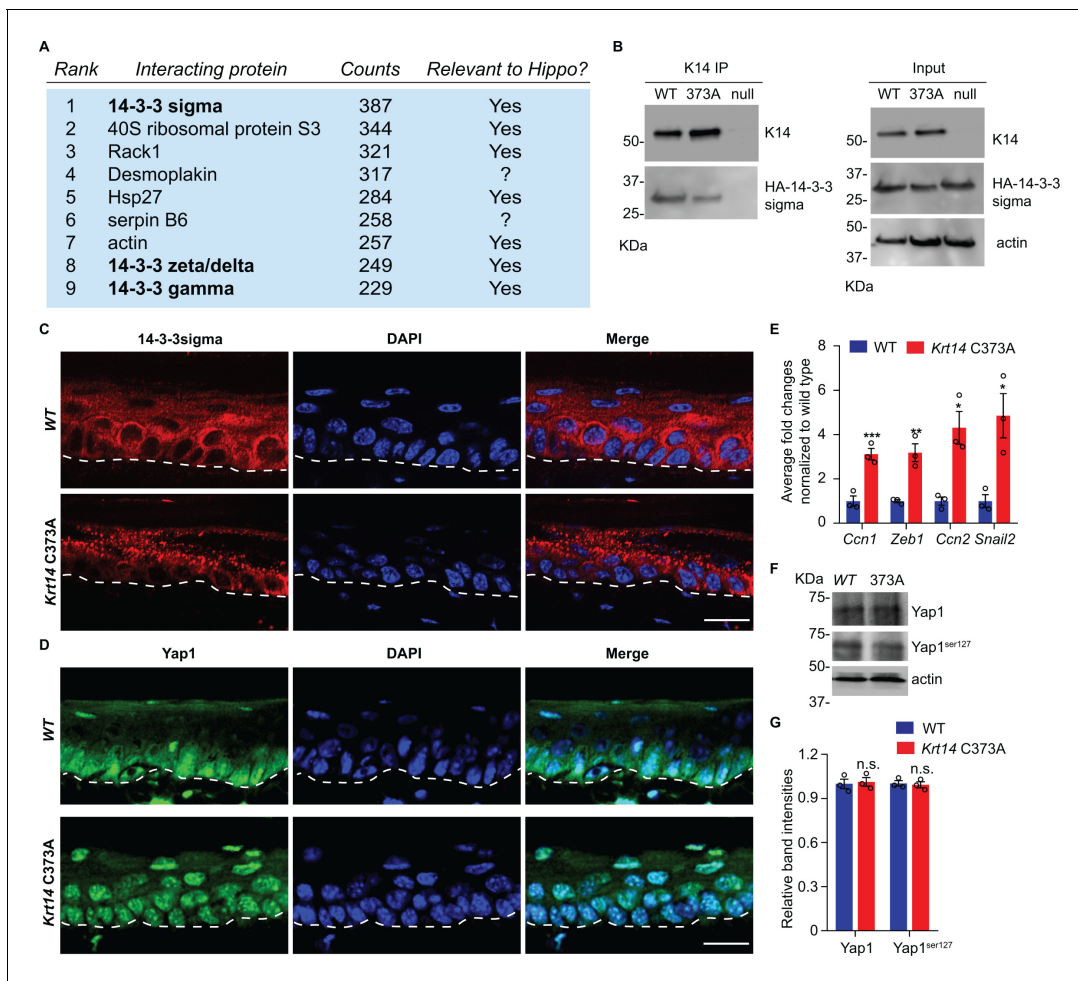 A
Rank Interacting protein Counts Relevant to Hippo?
1 14-3-3 sigma 387 Yes
2 40S ribosomal protein S3 344 Yes
3 Rack1 321 Yes
4 Desmoplakin 317 ?
5 Hsp27 284 Yes
6 serpin B6 258 ?
7 actin 257 Yes
8 14-3-3 zeta/delta 249 Yes
9 14-3-3 gamma 229 Yes
B
K14 IP
WT 373A null
50-
K14
37-
25-
HA-14-3-3
sigma
KDa
Input
WT 373A null
50-
K14
37-
25-
HA-14-3-3
sigma
50-
37-
actin
KDa
C
14-3-3sigma DAPI Merge
WT
Krt14 C373A
D
Yap1 DAPI Merge
WT
Krt14 C373A
E
WT Krt14 C373A
Average fold changes
normalized to wild type
8
6
4
2
0
***
**
*
*
Ccn1 Zeb1 Ccn2 Snail2
F
KDa WT 373A
75-
Yap1
75-
Yap1ser127
50-
actin
37-
G
WT
Krt14 C373A
Relative band intensities
1.2
0.9
0.6
0.3
0
n.s.
n.s.
Yap1 Yap1ser127